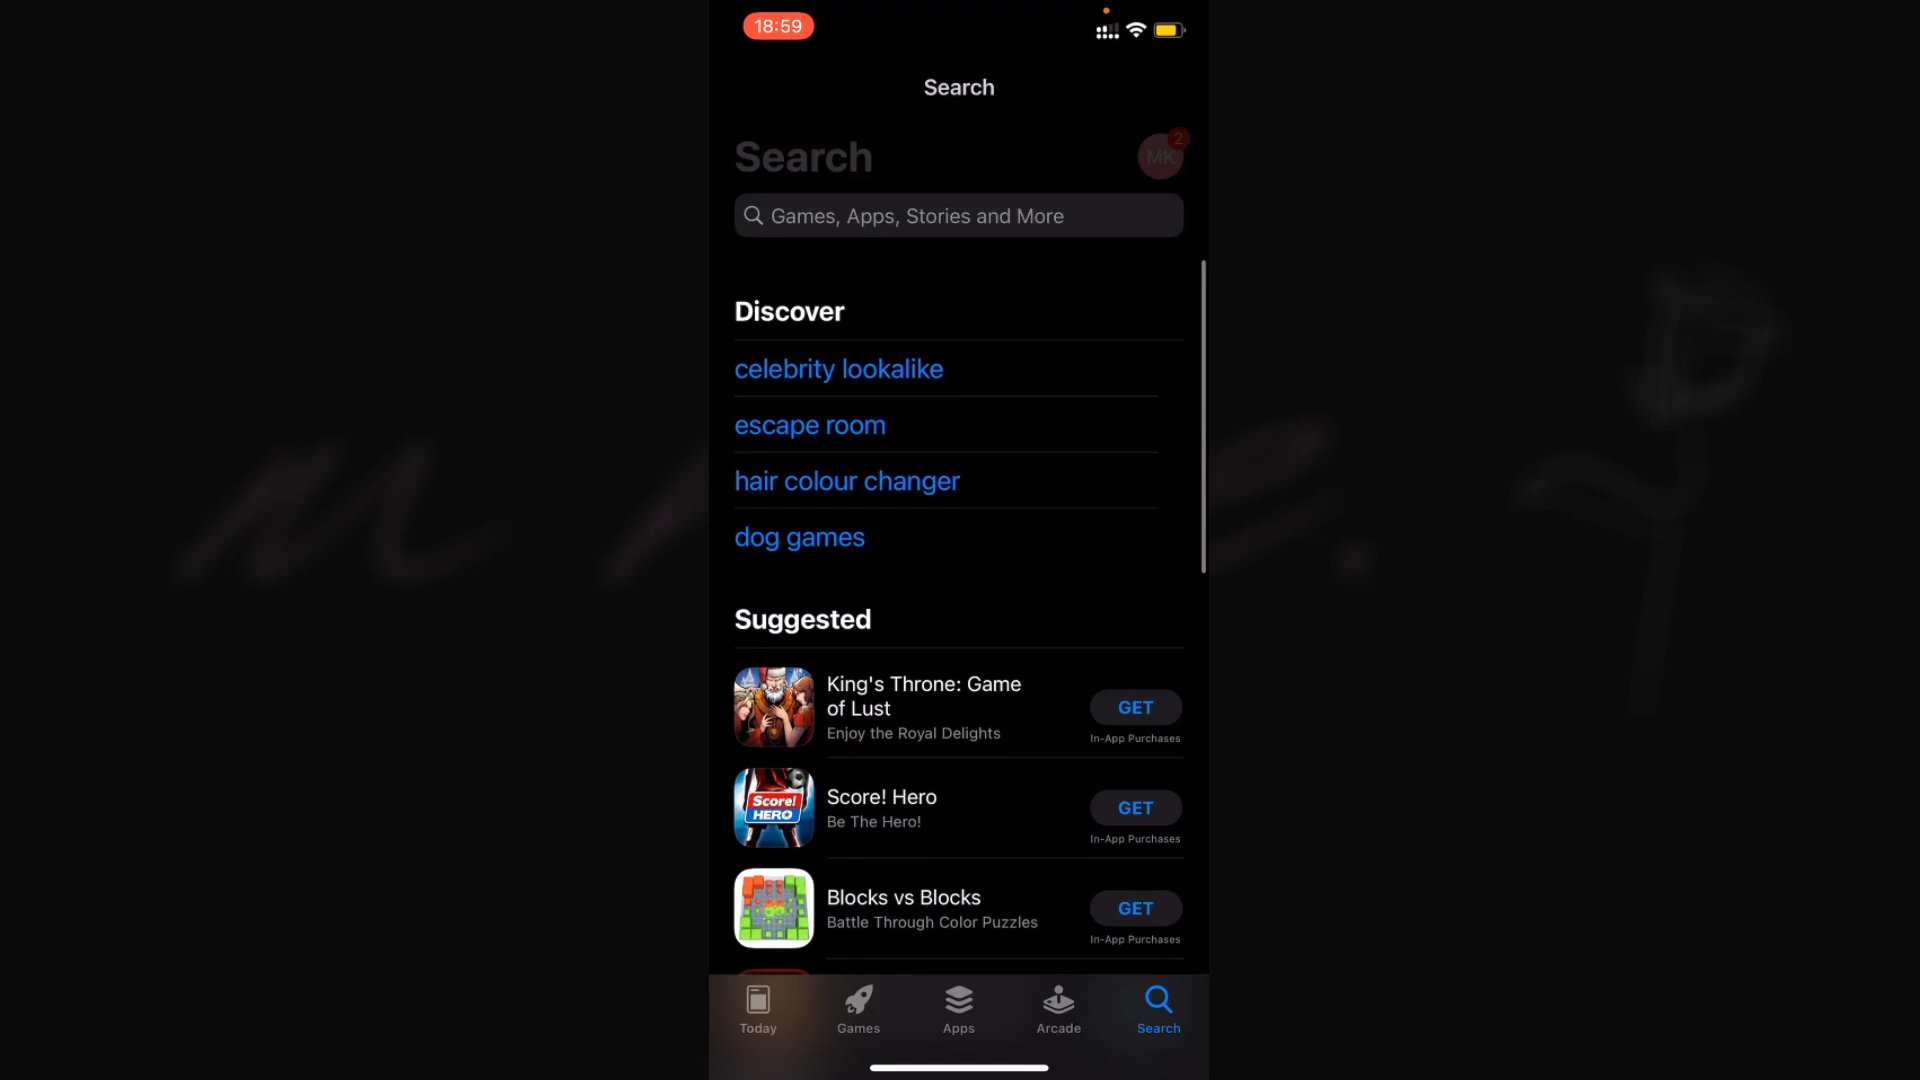 18:59
Search
Search
MK
2
Games, Apps, Stories and More
Discover
celebrity lookalike
escape room
hair colour changer
dog games
Suggested
King's Throne: Game
of Lust
Enjoy the Royal Delights
GET
In-App Purchases
Score!
HERO
Score! Hero
Be The Hero!
GET
In-App Purchases
Blocks vs Blocks
Battle Through Color Puzzles
GET
In-App Purchases
Today
Games
Apps
Arcade
Search